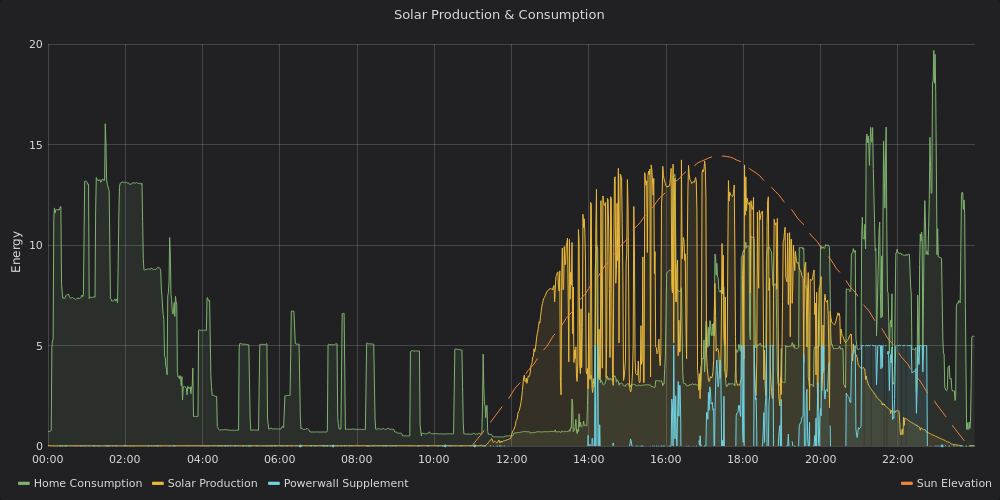 Solar Production & Consumption
Energy
20
15
10
5
0
00:00 02:00 04:00 06:00 08:00 10:00 12:00 14:00 16:00 18:00 20:00 22:00
Home Consumption Solar Production Powerwall Supplement Sun Elevation